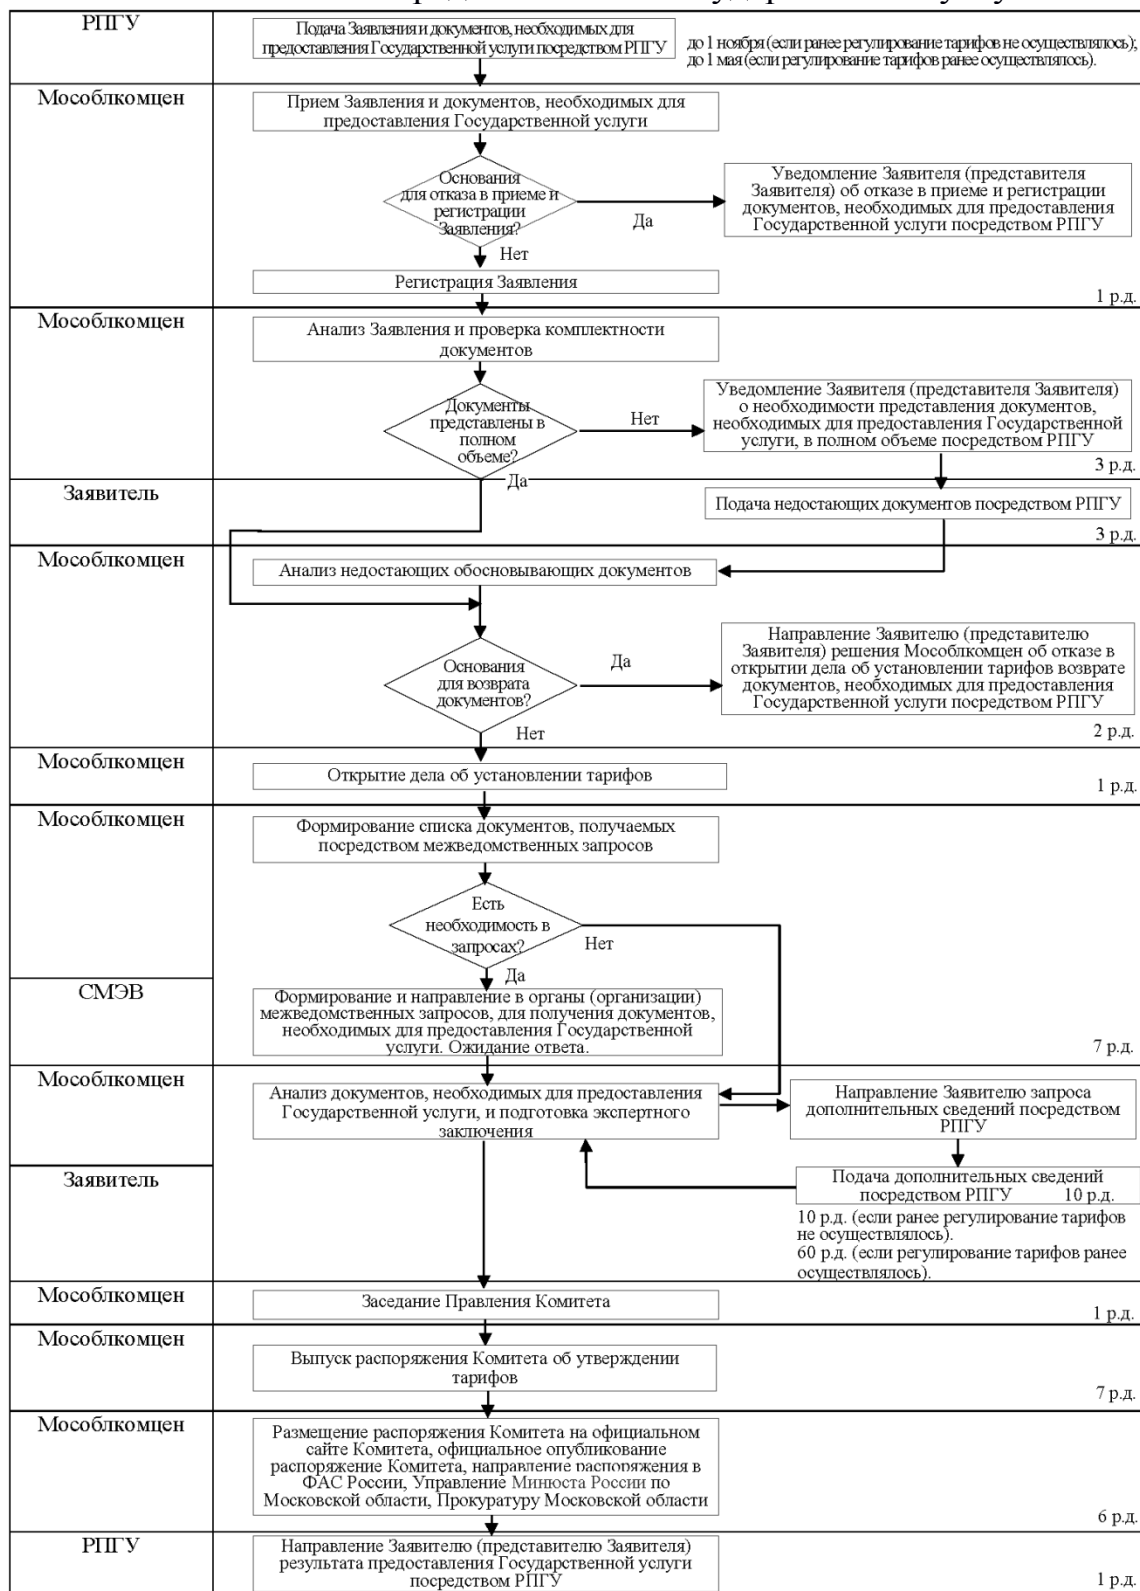 РПГУ
Подача Заявления и документов, необходимых для
предоставления Государственной услуги посредством РПГУ
до 1 ноября (если ранее регулирование тарифов не осуществлялось);
до 1 мая (если регулирование тарифов ранее осуществлялось).
Мособлкомцен
Прием Заявления и документов, необходимых для
предоставления Государственной услуги
Основания
для отказа в приеме и
регистрации
Заявления?
Да
Уведомление Заявителя (представителя
Заявителя) об отказе в приеме и регистрации
документов, необходимых для предоставления
Государственной услуги посредством РПГУ
Нет
Регистрация Заявления
1 р.д.
Мособлкомцен
Анализ Заявления и проверка комплектности
документов
Документы
представлены в
полном
объеме?
Нет
Уведомление Заявителя (представителя Заявителя)
о необходимости представления документов,
необходимых для предоставления Государственной
услуги, в полном объеме посредством РПГУ
3 р.д.
Да
Заявитель
Подача недостающих документов посредством РПГУ
3 р.д.
Мособлкомцен
Анализ недостающих обосновывающих документов
Основания
для возврата
документов?
Да
Направление Заявителю (представителю
Заявителя) решения Мособлкомцен об отказе в
открытии дела об установлении тарифов возврате
документов, необходимых для предоставления
Государственной услуги посредством РПГУ
Нет
2 р.д.
Мособлкомцен
Открытие дела об установлении тарифов
1 р.д.
Мособлкомцен
Формирование списка документов, получаемых
посредством межведомственных запросов
Есть
необходимость в
запросах?
Нет
Да
СМЭВ
Формирование и направление в органы (организации)
межведомственных запросов, для получения документов,
необходимых для предоставления Государственной
услуги. Ожидание ответа.
7 р.д.
Мособлкомцен
Анализ документов, необходимых для предоставления
Государственной услуги, и подготовка экспертного
заключения
Направление Заявителю запроса
дополнительных сведений посредством
РПГУ
Заявитель
Подача дополнительных сведений
посредством РПГУ 10 р.д.
10 р.д. (если ранее регулирование тарифов
не осуществлялось).
60 р.д. (если регулирование тарифов ранее
осуществлялось).
Мособлкомцен
Заседание Правления Комитета
1 р.д.
Мособлкомцен
Выпуск распоряжения Комитета об утверждении
тарифов
7 р.д.
Мособлкомцен
Размещение распоряжения Комитета на официальном
сайте Комитета, официальное опубликование
распоряжение Комитета, направление распоряжения в
ФАС России, Управление Минюста России по
Московской области, Прокуратуру Московской области
6 р.д.
РПГУ
Направление Заявителю (представителю Заявителя)
результата предоставления Государственной услуги
посредством РПГУ
1 р.д.